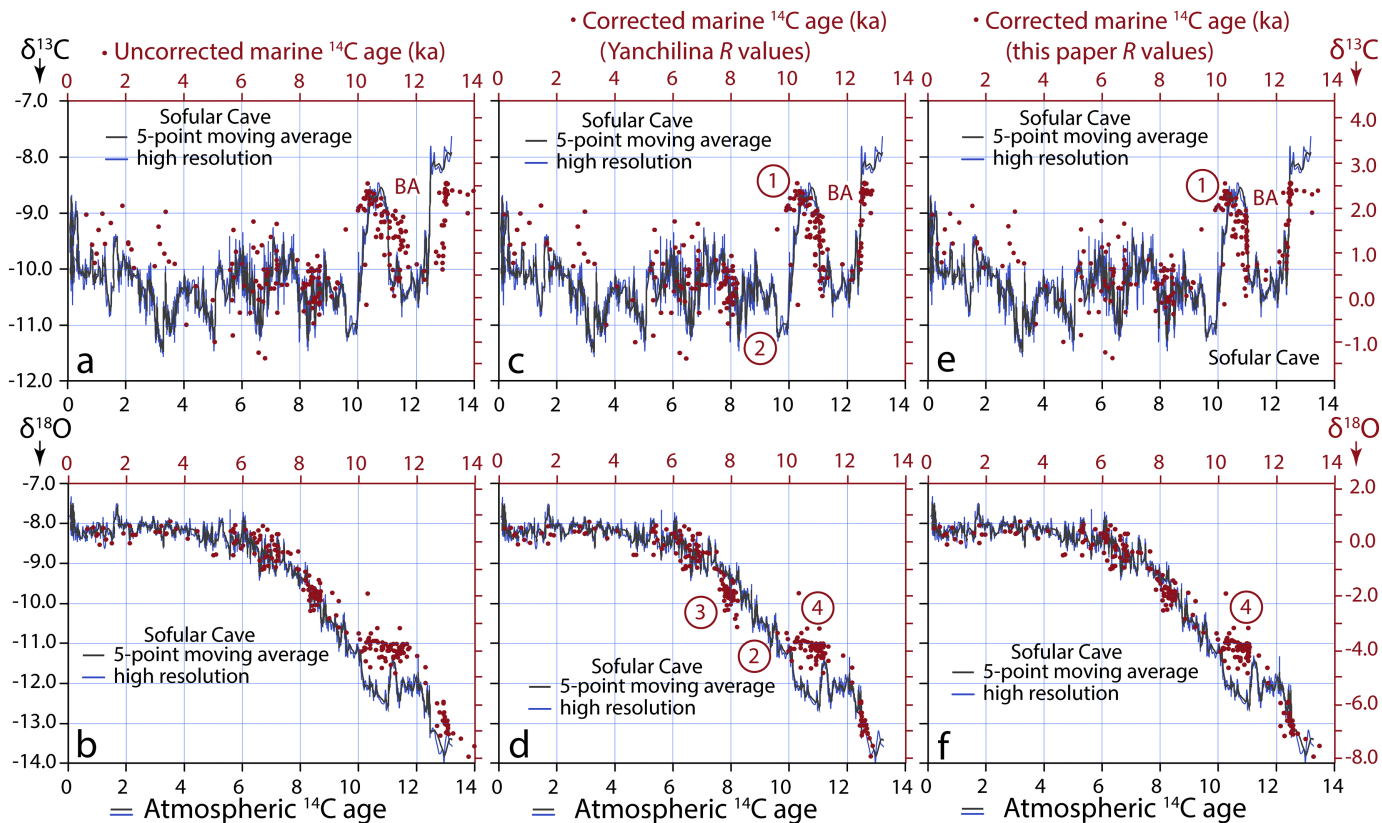 • Uncorrected marine ¹⁴C age (ka)
• Corrected marine ¹⁴C age (ka)
(Yanchilina R values)
• Corrected marine ¹⁴C age (ka)
(this paper R values)
δ¹³C
δ¹³C
0 2 4 6 8 10 12 14
0 2 4 6 8 10 12 14
0 2 4 6 8 10 12 14
-7.0
-8.0
-9.0
-10.0
-11.0
-12.0
Sofular Cave
5-point moving average
high resolution
BA
a
0 2 4 6 8 10 12 14
Sofular Cave
5-point moving average
high resolution
1
BA
2
c
0 2 4 6 8 10 12 14
Sofular Cave
5-point moving average
high resolution
1
BA
Sofular Cave
e
0 2 4 6 8 10 12 14
4.0
3.0
2.0
1.0
0.0
-1.0
δ¹⁸O
δ¹⁸O
0 2 4 6 8 10 12 14
0 2 4 6 8 10 12 14
0 2 4 6 8 10 12 14
-7.0
-8.0
-9.0
-10.0
-11.0
-12.0
-13.0
-14.0
Sofular Cave
5-point moving average
high resolution
b
0 2 4 6 8 10 12 14
Atmospheric ¹⁴C age
3
4
2
Sofular Cave
5-point moving average
high resolution
d
0 2 4 6 8 10 12 14
Atmospheric ¹⁴C age
4
Sofular Cave
5-point moving average
high resolution
f
0 2 4 6 8 10 12 14
Atmospheric ¹⁴C age
2.0
0.0
-2.0
-4.0
-6.0
-8.0